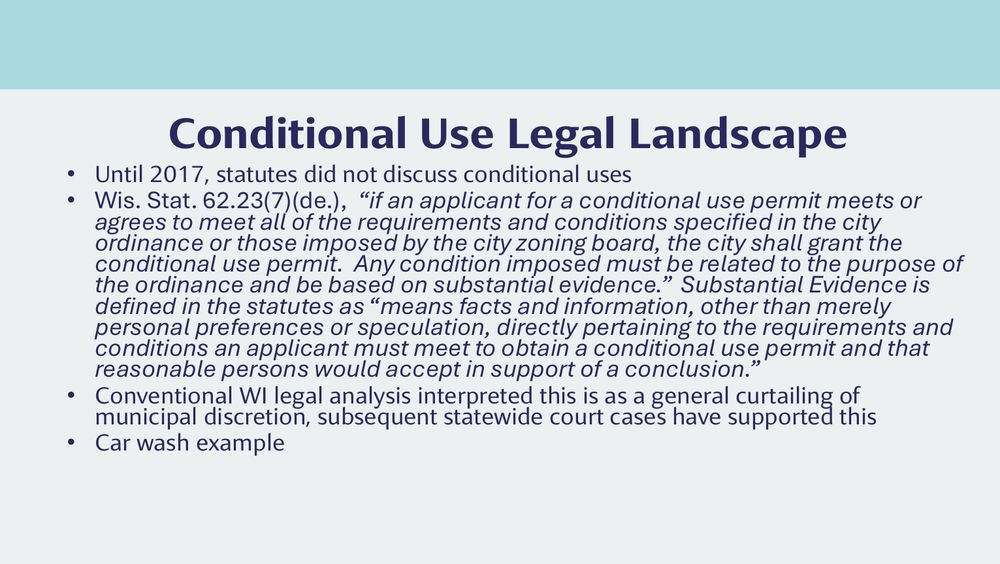 Conditional Use Legal Landscape
• Until 2017, statutes did not discuss conditional uses
• Wis. Stat. 62.23(7)(de.), “if an applicant for a conditional use permit meets or
agrees to meet all of the requirements and conditions specified in the city
ordinance or those imposed by the city zoning board, the city shall grant the
conditional use permit. Any condition imposed must be related to the purpose of
the ordinance and be based on substantial evidence.” Substantial Evidence is
defined in the statutes as “means facts and information, other than merely
personal preferences or speculation, directly pertaining to the requirements and
conditions an applicant must meet to obtain a conditional use permit and that
reasonable persons would accept in support of a conclusion.”
• Conventional WI legal analysis interpreted this is as a general curtailing of
municipal discretion, subsequent statewide court cases have supported this
• Car wash example